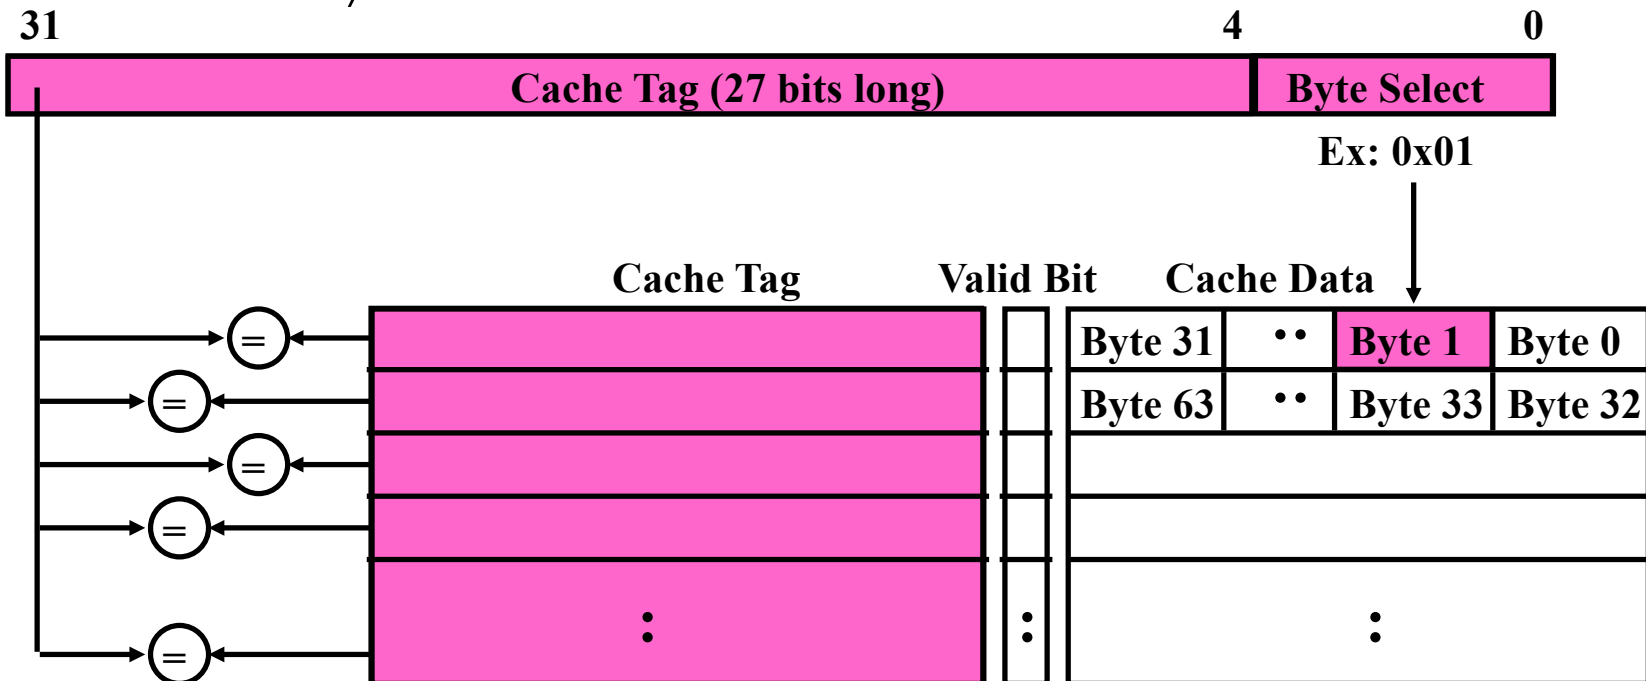 31 4 0
Cache Tag (27 bits long) Byte Select
Ex: 0x01
Cache Tag Valid Bit Cache Data
= Byte 31 •• Byte 1 Byte 0
= Byte 63 •• Byte 33 Byte 32
=
=
: : :
=